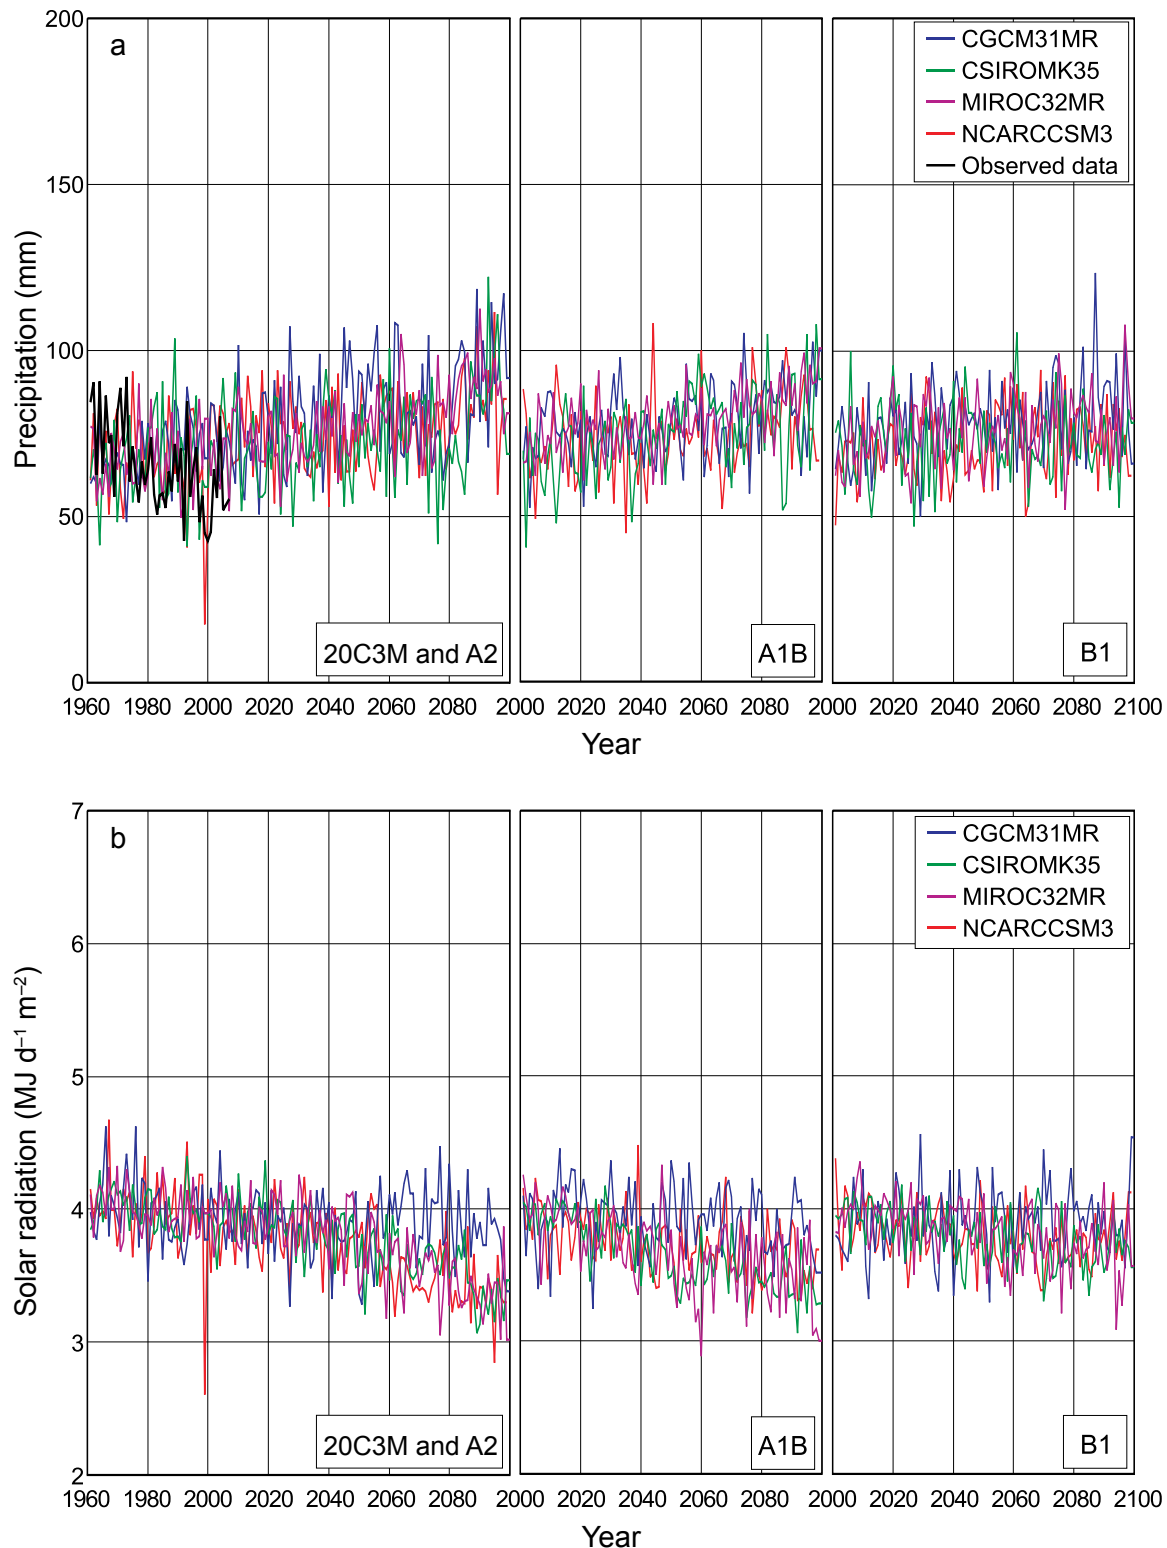 a
200
150
100
50
0
Precipitation (mm)
CGCM31MR
CSIROMK35
MIROC32MR
NCARCCSM3
Observed data
20C3M and A2
A1B
B1
1960 1980 2000 2020 2040 2060 2080 2000 2020 2040 2060 2080 2000 2020 2040 2060 2080 2100
Year
b
7
6
5
4
3
2
Solar radiation (MJ d⁻¹ m⁻²)
CGCM31MR
CSIROMK35
MIROC32MR
NCARCCSM3
20C3M and A2
A1B
B1
1960 1980 2000 2020 2040 2060 2080 2000 2020 2040 2060 2080 2000 2020 2040 2060 2080 2100
Year